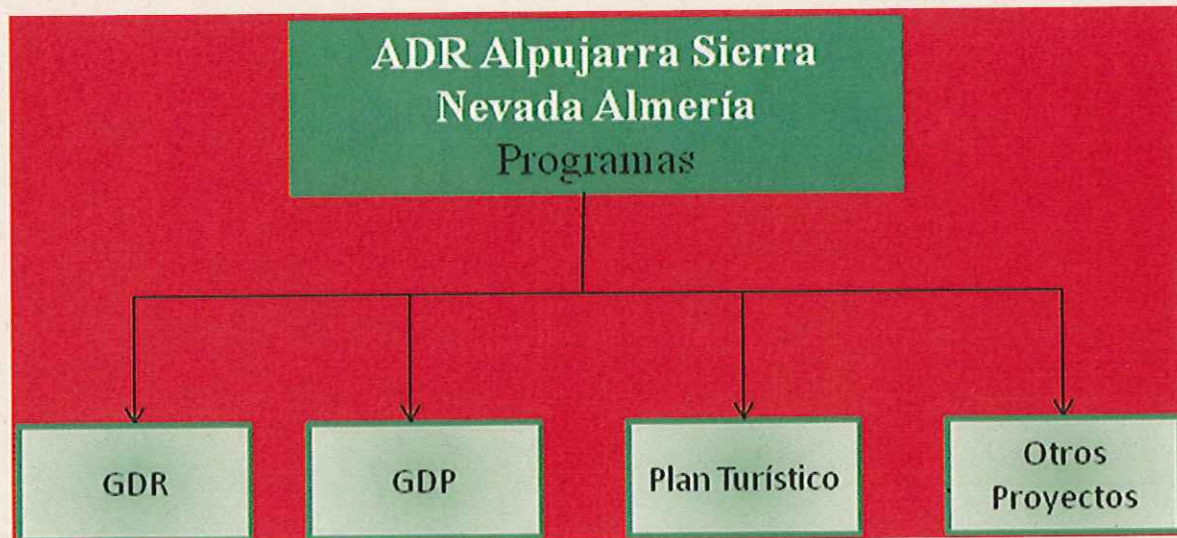 ADR Alpujarra Sierra
Nevada Almería
Programas
GDR
GDP
Plan Turístico
Otros
Proyectos